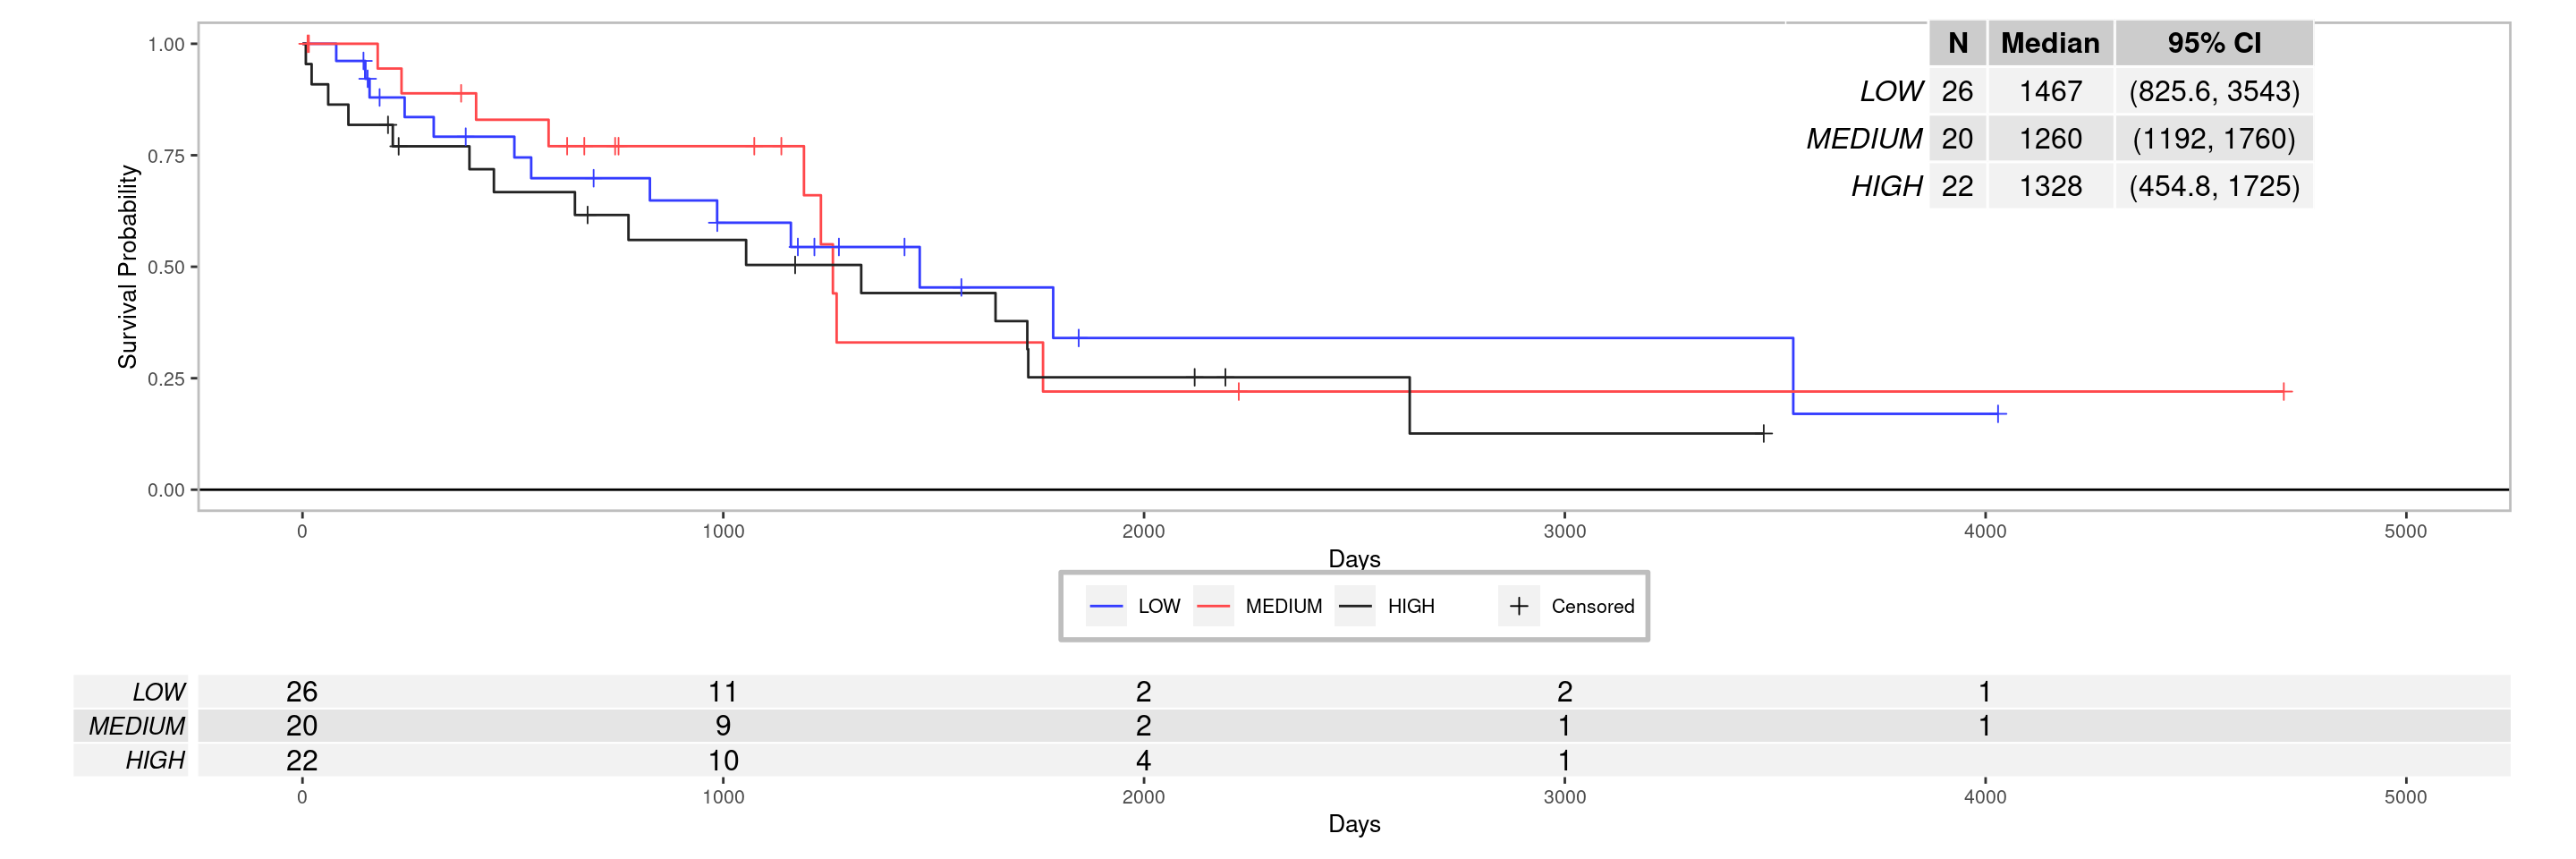 N Median 95% CI
LOW 26 1467 (825.6, 3543)
MEDIUM 20 1260 (1192, 1760)
HIGH 22 1328 (454.8, 1725)
Survival Probability
1.00
0.75
0.50
0.25
0.00
0 1000 2000 3000 4000 5000
Days
LOW MEDIUM HIGH Censored
LOW 26 11 2 2 1
MEDIUM 20 9 2 1 1
HIGH 22 10 4 1
0 1000 2000 3000 4000 5000
Days